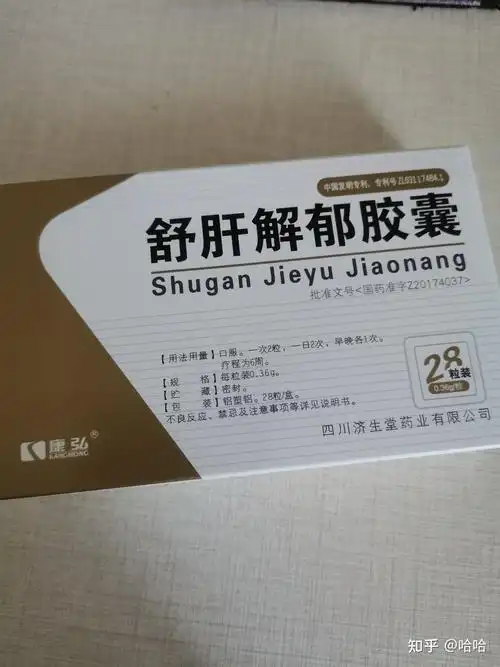 中国发明专利，专利号ZL03117484.1
舒肝解郁胶囊
Shugan Jieyu Jiaonang
批准文号<国药准字Z20174037>
【用法用量】口服。一次2粒，一日2次，早晚各1次。
疗程为6周。
【规 格】每粒装0.36g。
【贮 藏】密封。
【包 装】铝塑铝。28粒/盒。
不良反应、禁忌及注意事项等详见说明书。
28
粒装
0.36g/粒
康弘®
KANGHONG
四川济生堂药业有限公司
知乎 @哈哈